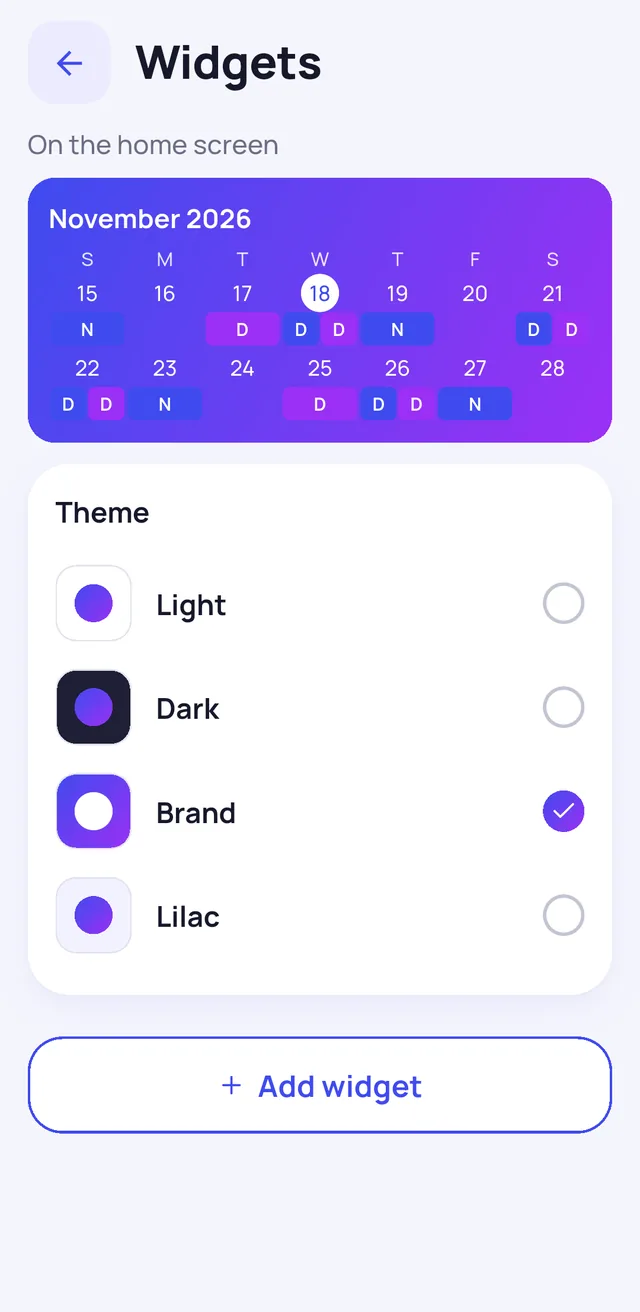 Widgets
On the home screen
November 2026
S M T W T F S
15 16 17 18 19 20 21
N D D D N D D
22 23 24 25 26 27 28
D D N D D D N
Theme
Light
Dark
Brand
Lilac
+ Add widget